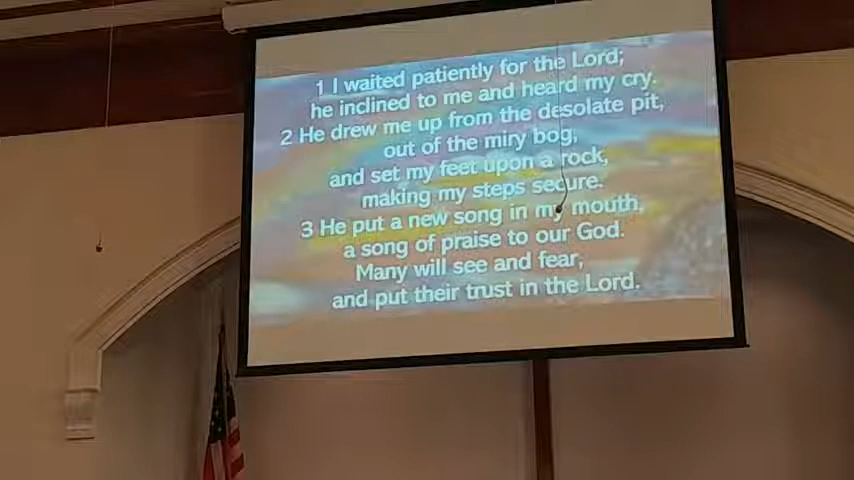 1 I waited patiently for the Lord;
he inclined to me and heard my cry.
2 He drew me up from the desolate pit,
out of the miry bog,
and set my feet upon a rock,
making my steps secure.
3 He put a new song in my mouth,
a song of praise to our God.
Many will see and fear,
and put their trust in the Lord.